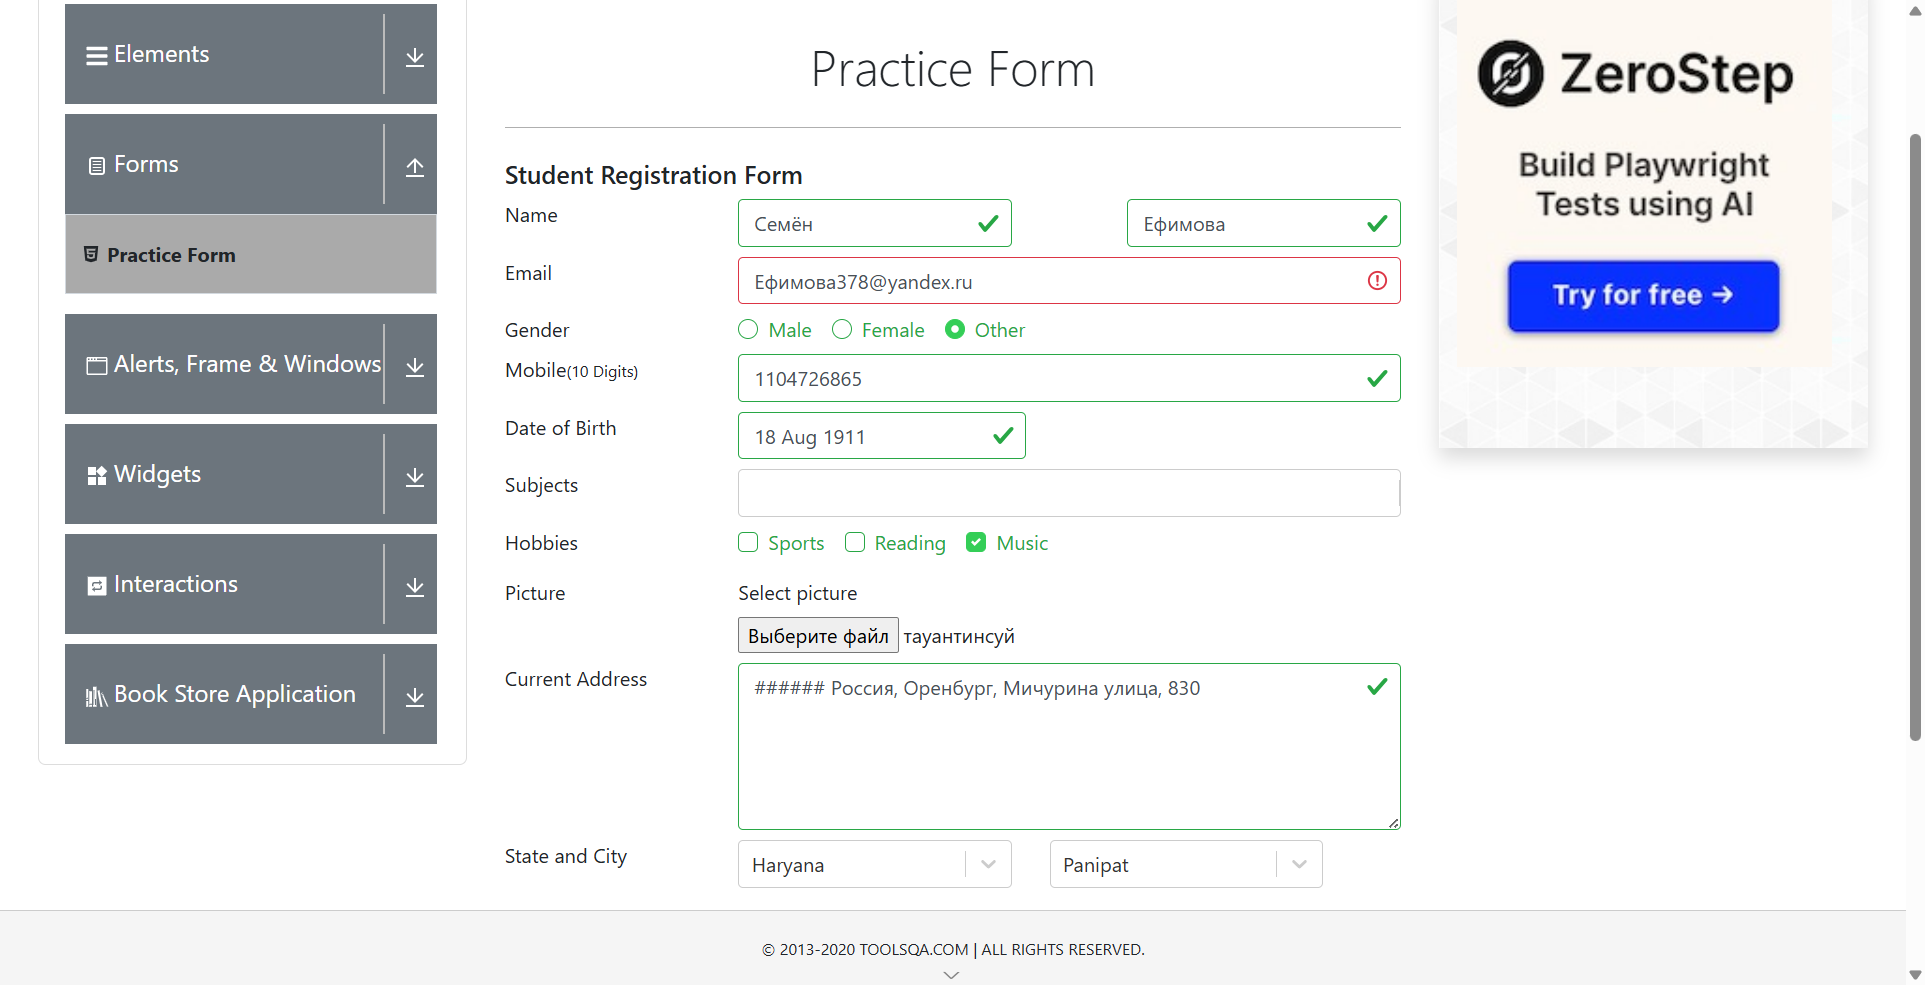 Elements
Forms
Practice Form
Alerts, Frame & Windows
Widgets
Interactions
Book Store Application
Practice Form
Student Registration Form
Name Семён Ефимова
Email Ефимова378@yandex.ru
Gender Male Female Other
Mobile(10 Digits) 1104726865
Date of Birth 18 Aug 1911
Subjects
Hobbies Sports Reading Music
Picture Select picture
Выберите файл тауантинсуй
Current Address ###### Россия, Оренбург, Мичурина улица, 830
State and City Haryana Panipat
ZeroStep
Build Playwright
Tests using AI
Try for free →
© 2013-2020 TOOLSQA.COM | ALL RIGHTS RESERVED.